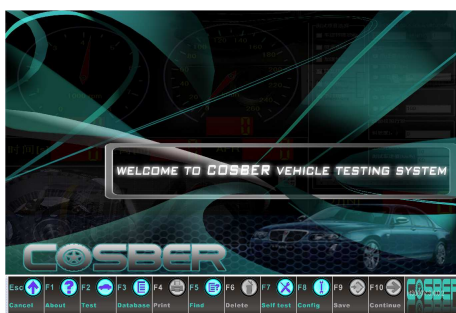 WELCOME TO COSBER VEHICLE TESTING SYSTEM
COSBER
Esc F1 F2 F3 F4 F5 F6 F7 F8 F9 F10 COSBER
Cancel About Test Database Print Find Delete Self test Config Save Continue